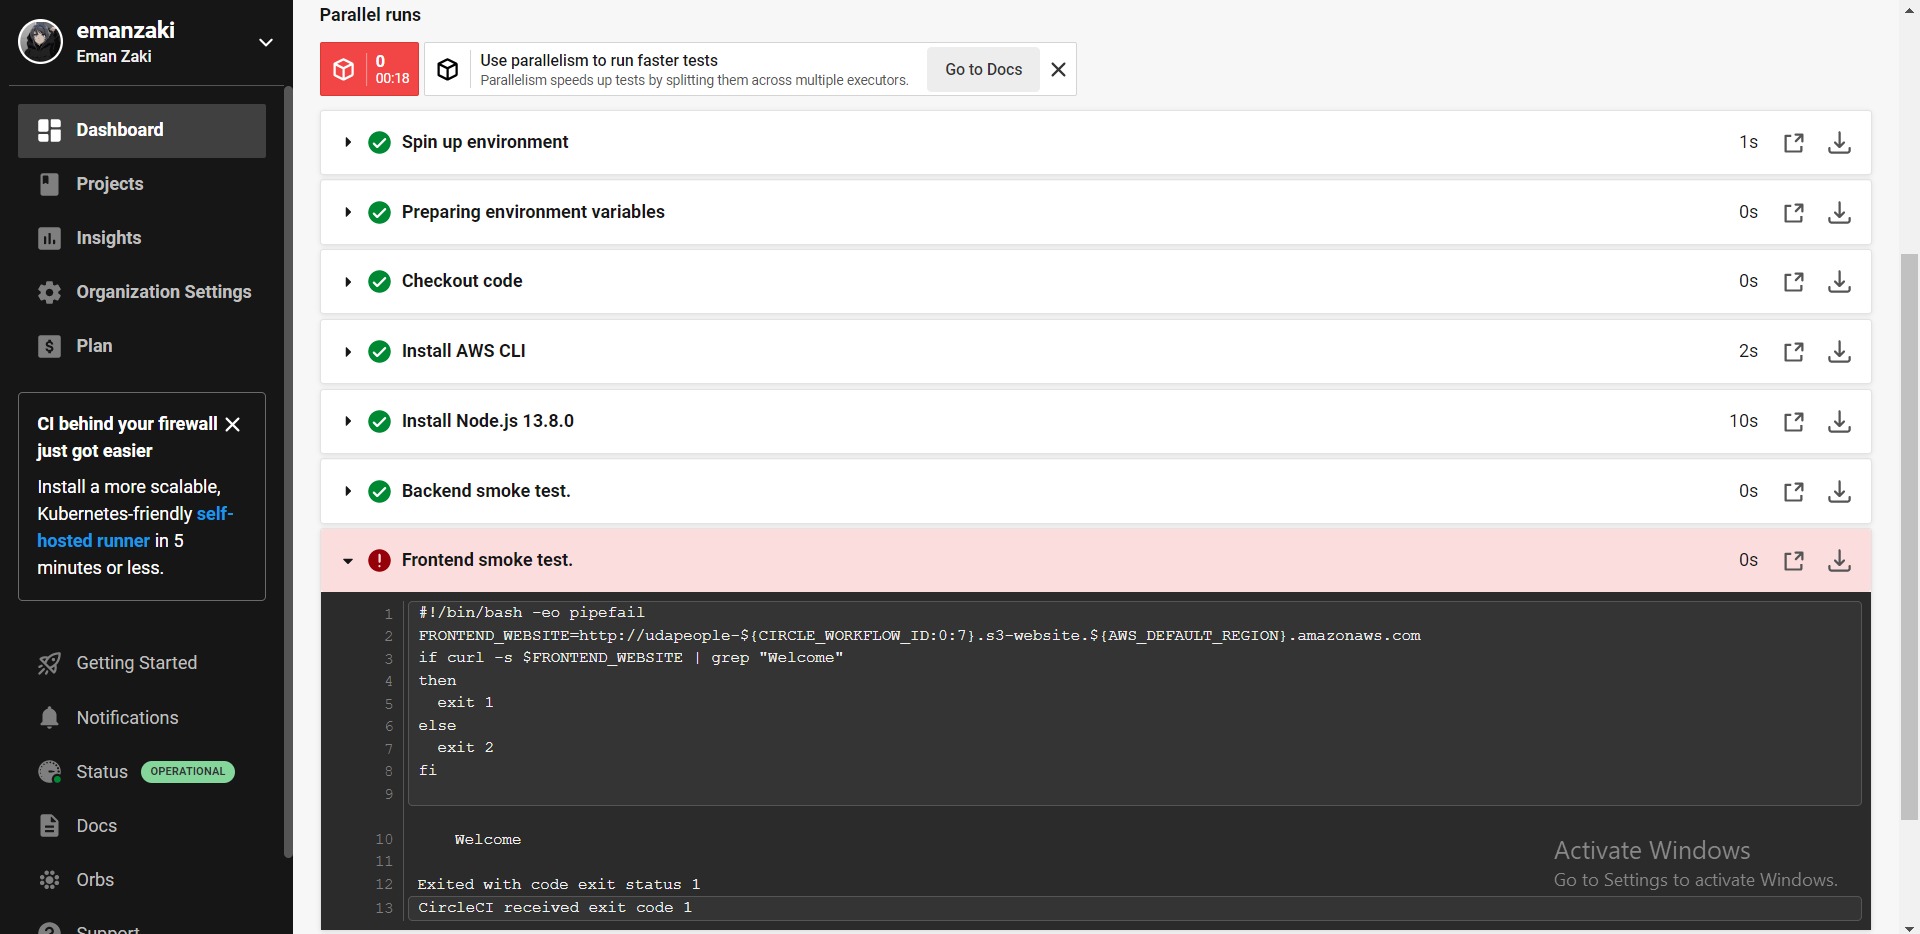 emanzaki
Eman Zaki
Dashboard
Projects
Insights
Organization Settings
Plan
CI behind your firewall
just got easier
Install a more scalable,
Kubernetes-friendly self-
hosted runner in 5
minutes or less.
Getting Started
Notifications
Status OPERATIONAL
Docs
Orbs
Support
Parallel runs
0
00:18
Use parallelism to run faster tests
Parallelism speeds up tests by splitting them across multiple executors.
Go to Docs
Spin up environment 1s
Preparing environment variables 0s
Checkout code 0s
Install AWS CLI 2s
Install Node.js 13.8.0 10s
Backend smoke test. 0s
Frontend smoke test. 0s
1 #!/bin/bash -eo pipefail
2 FRONTEND_WEBSITE=http://udapeople-${CIRCLE_WORKFLOW_ID:0:7}.s3-website.${AWS_DEFAULT_REGION}.amazonaws.com
3 if curl -s $FRONTEND_WEBSITE | grep "Welcome"
4 then
5   exit 1
6 else
7   exit 2
8 fi
9
10     Welcome
11
12 Exited with code exit status 1
13 CircleCI received exit code 1
Activate Windows
Go to Settings to activate Windows.